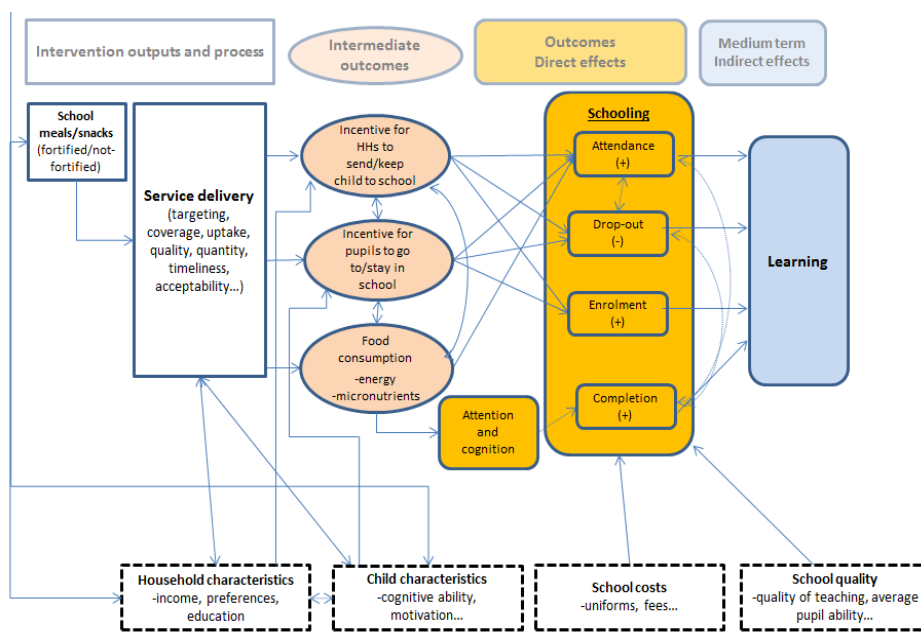 Intervention outputs and process
Intermediate
outcomes
Outcomes
Direct effects
Medium term
Indirect effects
School
meals/snacks
(fortified/not-
fortified)
Service delivery
(targeting,
coverage, uptake,
quality, quantity,
timeliness,
acceptability...)
Incentive for
HHs to
send/keep
child to school
Incentive for
pupils to go
to/stay in
school
Food
consumption
-energy
-micronutrients
Attention
and
cognition
Schooling
Attendance
(+)
Drop-out
(-)
Enrolment
(+)
Completion
(+)
Learning
Household characteristics
-income, preferences,
education
Child characteristics
-cognitive ability,
motivation...
School costs
-uniforms, fees...
School quality
-quality of teaching, average
pupil ability...